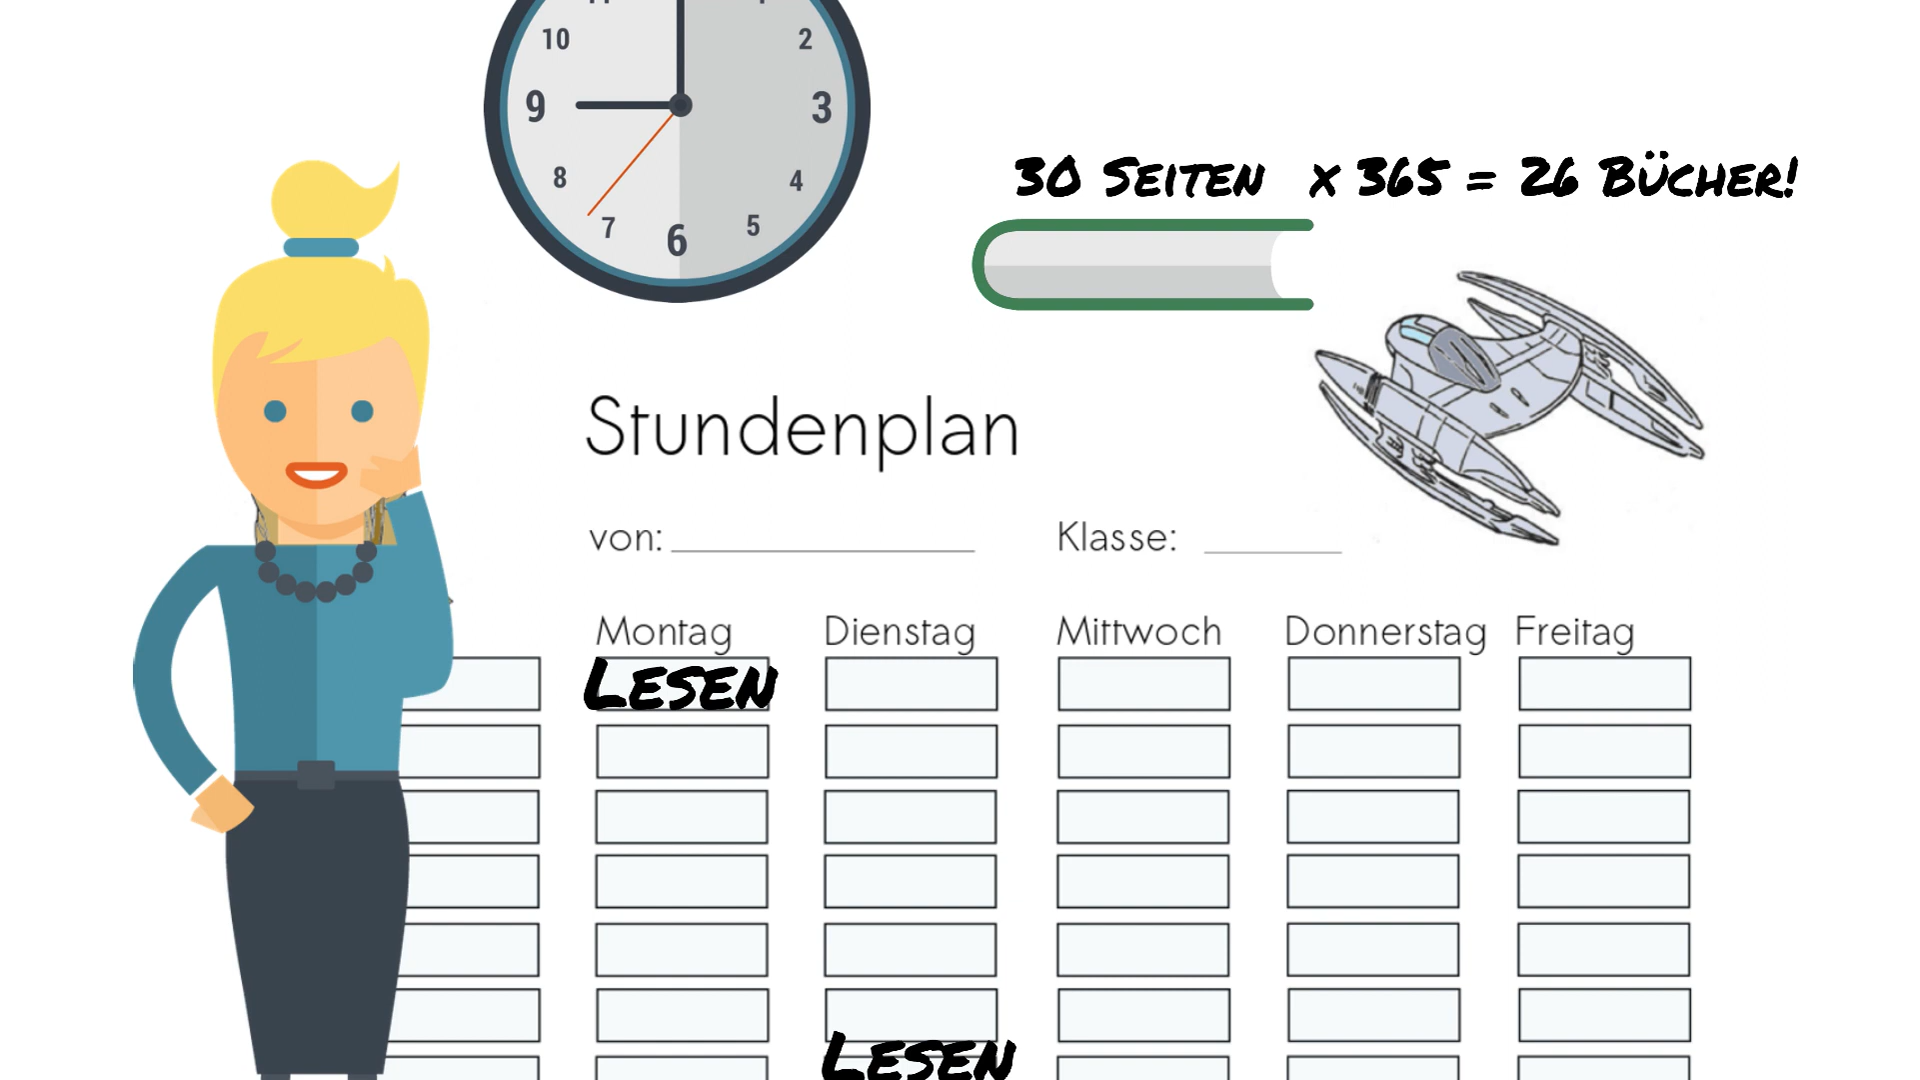 10
2
9
3
8
4
7
5
6
30 Seiten x 365 = 26 Bücher!
Stundenplan
von: Klasse:
Montag Dienstag Mittwoch Donnerstag Freitag
Lesen
Lesen